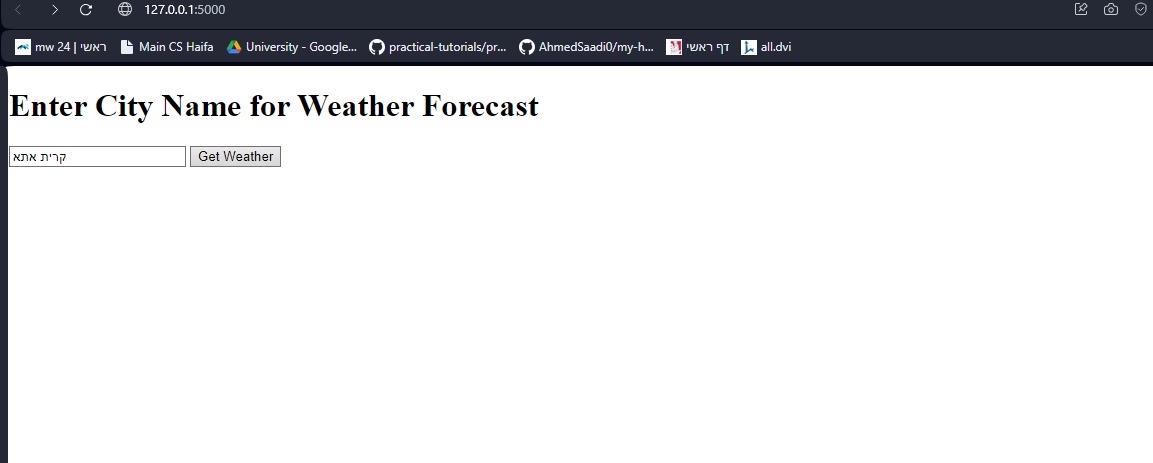 127.0.0.1:5000
mw 24 | ראשי Main CS Haifa University - Google... practical-tutorials/pr... AhmedSaadi0/my-h... דף ראשי all.dvi
Enter City Name for Weather Forecast
קרית אתא Get Weather